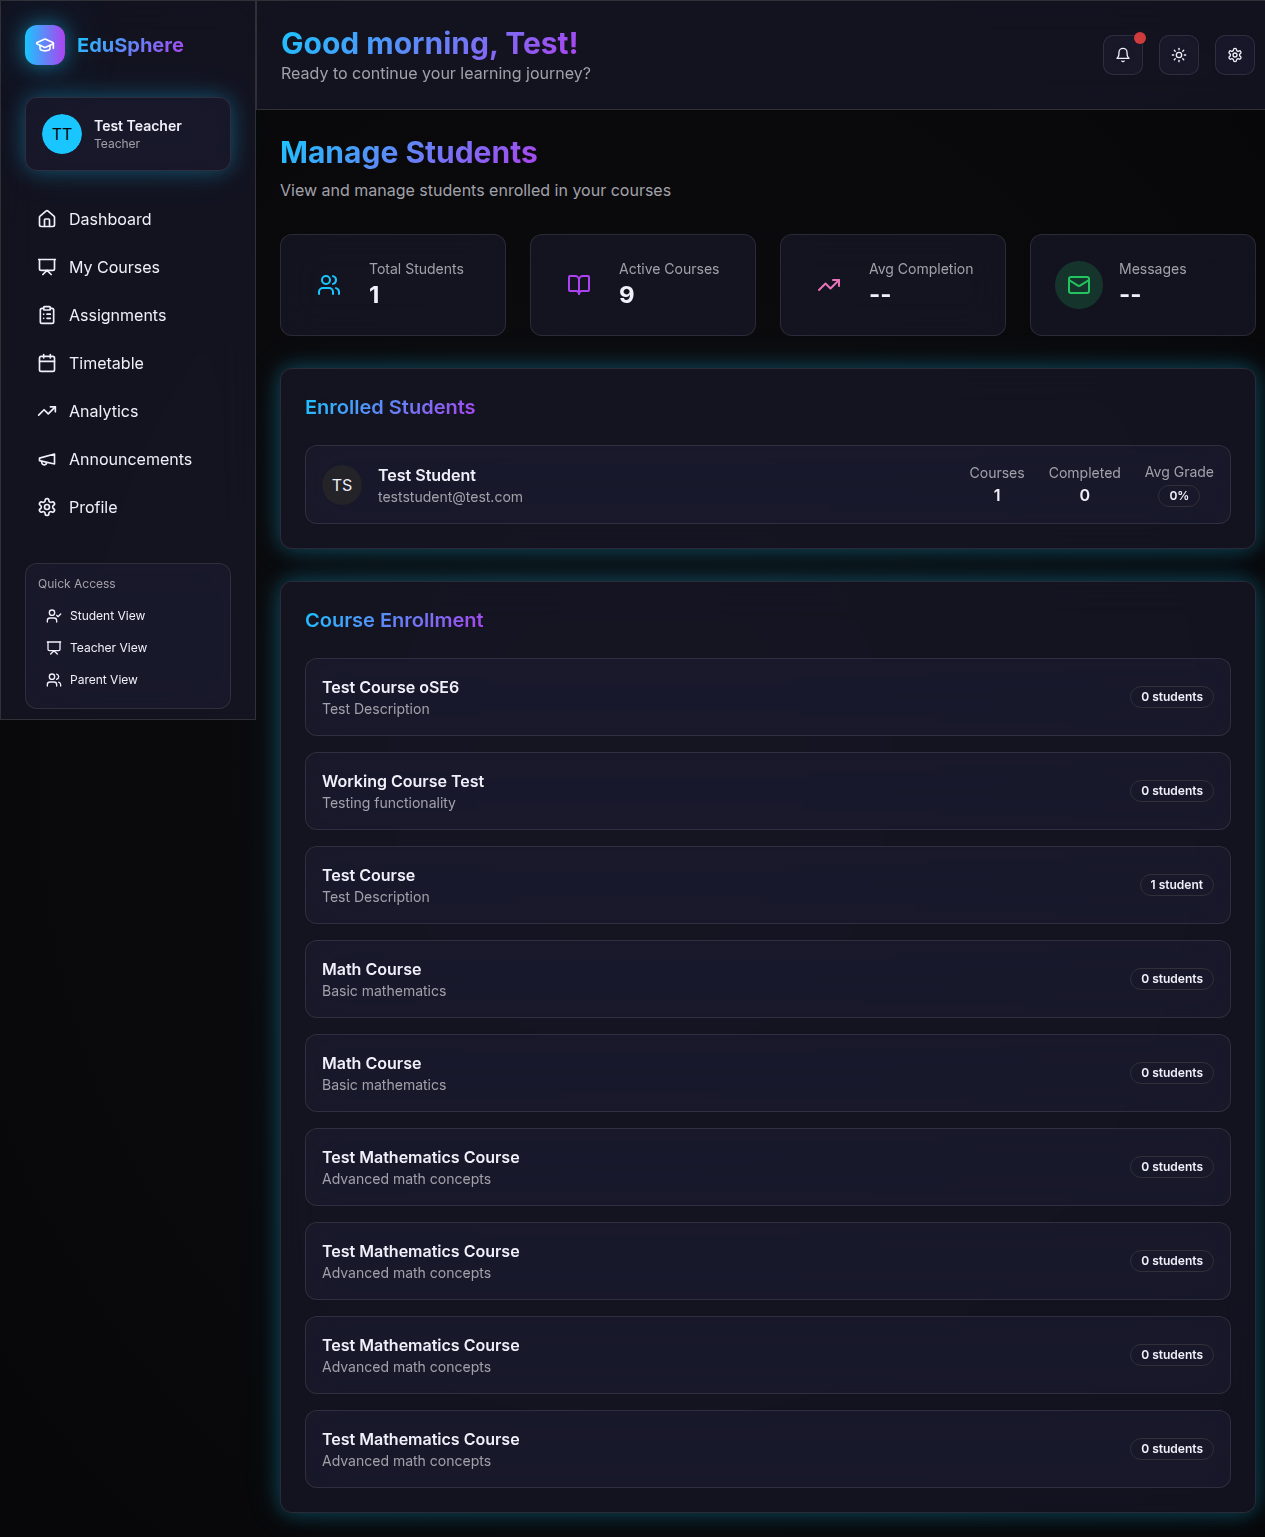 EduSphere
TT
Test Teacher
Teacher
Dashboard
My Courses
Assignments
Timetable
Analytics
Announcements
Profile
Quick Access
Student View
Teacher View
Parent View
Good morning, Test!
Ready to continue your learning journey?
Manage Students
View and manage students enrolled in your courses
Total Students
1
Active Courses
9
Avg Completion
--
Messages
--
Enrolled Students
TS
Test Student
teststudent@test.com
Courses
1
Completed
0
Avg Grade
0%
Course Enrollment
Test Course oSE6
Test Description
0 students
Working Course Test
Testing functionality
0 students
Test Course
Test Description
1 student
Math Course
Basic mathematics
0 students
Math Course
Basic mathematics
0 students
Test Mathematics Course
Advanced math concepts
0 students
Test Mathematics Course
Advanced math concepts
0 students
Test Mathematics Course
Advanced math concepts
0 students
Test Mathematics Course
Advanced math concepts
0 students